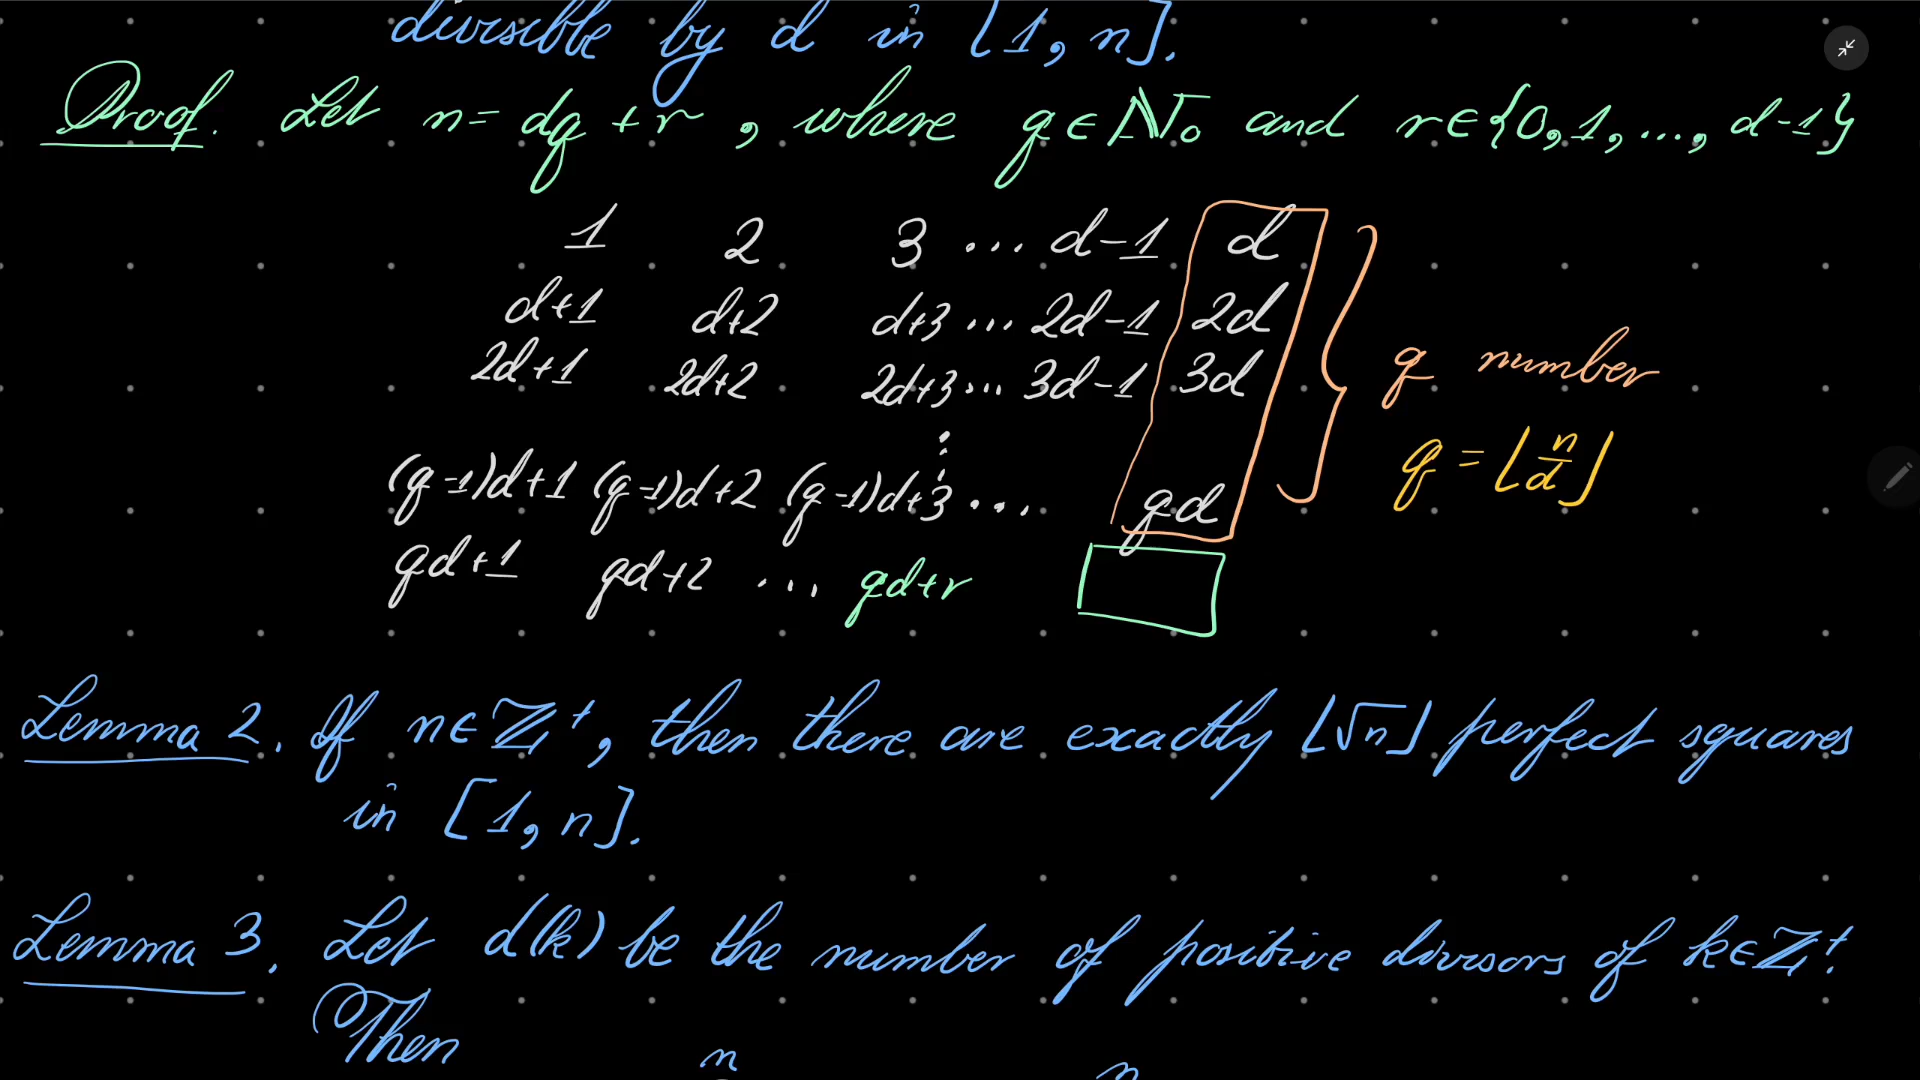 divisible by d in [1, n].
Proof. Let n = dq + r, where q ∈ ℕ₀ and r ∈ {0, 1, ..., d-1}
1 2 3 ... d-1 d
d+1 d+2 d+3 ... 2d-1 2d
2d+1 2d+2 2d+3 ... 3d-1 3d
q number
⋮
(q-1)d+1 (q-1)d+2 (q-1)d+3 ... qd
q = ⌊n/d⌋
qd+1 qd+2 ... qd+r
Lemma 2. If n ∈ ℤ⁺, then there are exactly ⌊√n⌋ perfect squares
in [1, n].
Lemma 3. Let d(k) be the number of positive divisors of k ∈ ℤ⁺.
Then
n n